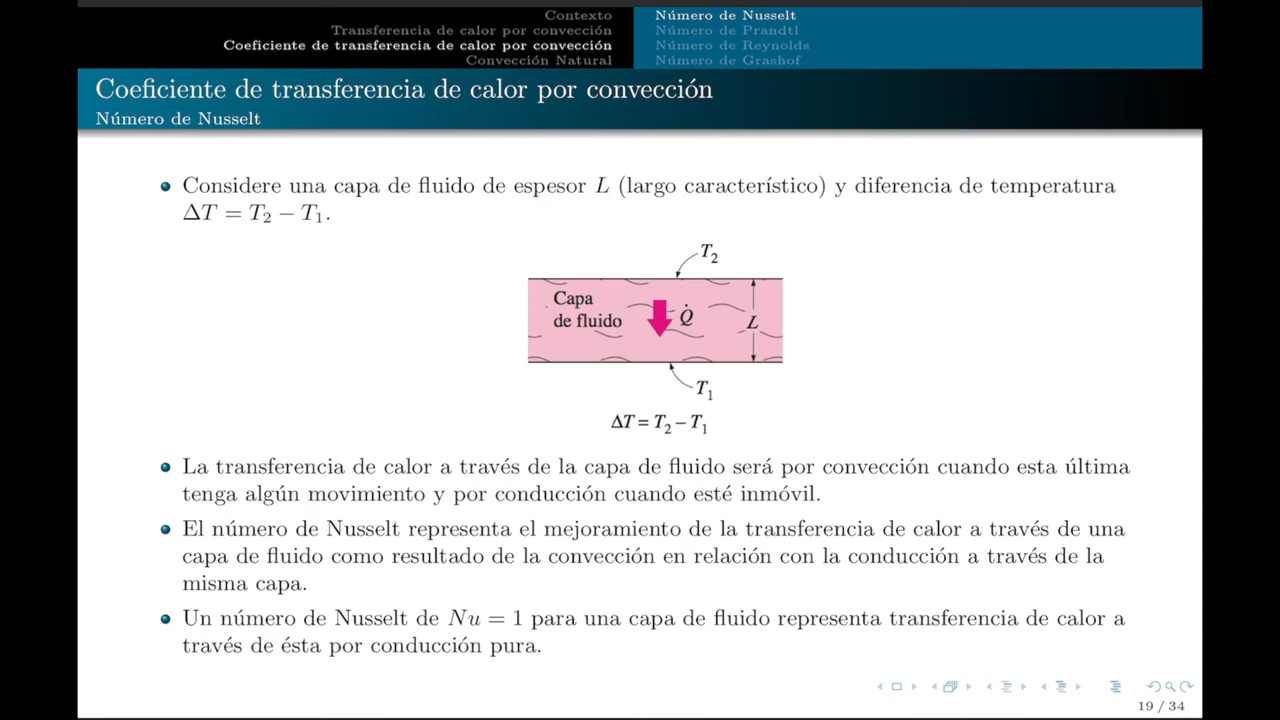 Contexto
Transferencia de calor por convección
Coeficiente de transferencia de calor por convección
Convección Natural
Número de Nusselt
Número de Prandtl
Número de Reynolds
Número de Grashof
Coeficiente de transferencia de calor por convección
Número de Nusselt
Considere una capa de fluido de espesor L (largo característico) y diferencia de temperatura
ΔT = T₂ − T₁.
T₂
Capa
de fluido
Q̇
L
T₁
ΔT = T₂ − T₁
La transferencia de calor a través de la capa de fluido será por convección cuando esta última
tenga algún movimiento y por conducción cuando esté inmóvil.
El número de Nusselt representa el mejoramiento de la transferencia de calor a través de una
capa de fluido como resultado de la convección en relación con la conducción a través de la
misma capa.
Un número de Nusselt de Nu = 1 para una capa de fluido representa transferencia de calor a
través de ésta por conducción pura.
19 / 34